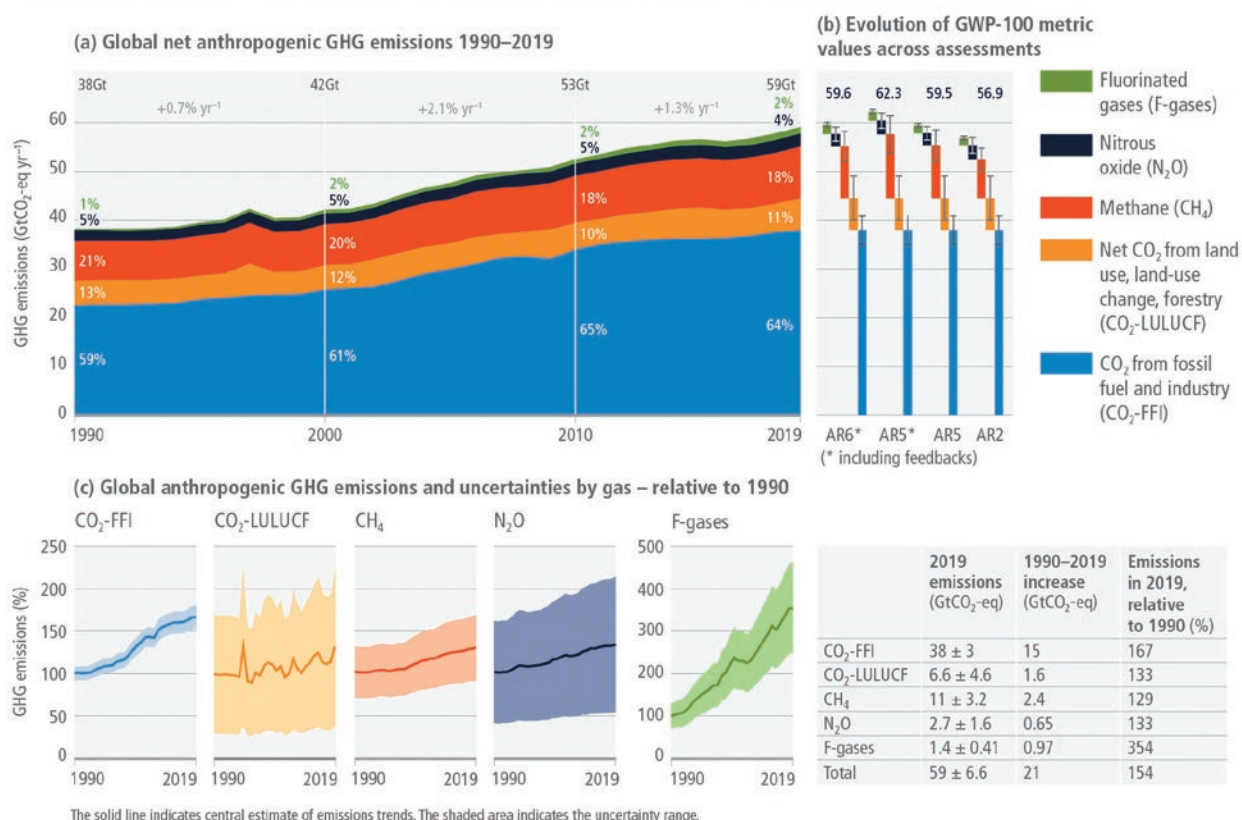 (a) Global net anthropogenic GHG emissions 1990–2019
38Gt 42Gt 53Gt 59Gt
+0.7% yr⁻¹ +2.1% yr⁻¹ +1.3% yr⁻¹
GHG emissions (GtCO₂-eq yr⁻¹)
60
50
40
30
20
10
0
1%
5%
21%
13%
59%
2%
5%
20%
12%
61%
2%
5%
18%
10%
65%
2%
4%
18%
11%
64%
1990 2000 2010 2019
(b) Evolution of GWP-100 metric
values across assessments
59.6 62.3 59.5 56.9
AR6* AR5* AR5 AR2
(* including feedbacks)
Fluorinated
gases (F-gases)
Nitrous
oxide (N₂O)
Methane (CH₄)
Net CO₂ from land
use, land-use
change, forestry
(CO₂-LULUCF)
CO₂ from fossil
fuel and industry
(CO₂-FFI)
(c) Global anthropogenic GHG emissions and uncertainties by gas – relative to 1990
CO₂-FFI CO₂-LULUCF CH₄ N₂O F-gases
GHG emissions (%)
250
200
150
100
50
0
500
400
300
200
100
0
1990 2019 1990 2019 1990 2019 1990 2019 1990 2019
2019
emissions
(GtCO₂-eq)
1990–2019
increase
(GtCO₂-eq)
Emissions
in 2019,
relative
to 1990 (%)
CO₂-FFI 38 ± 3 15 167
CO₂-LULUCF 6.6 ± 4.6 1.6 133
CH₄ 11 ± 3.2 2.4 129
N₂O 2.7 ± 1.6 0.65 133
F-gases 1.4 ± 0.41 0.97 354
Total 59 ± 6.6 21 154
The solid line indicates central estimate of emissions trends. The shaded area indicates the uncertainty range.